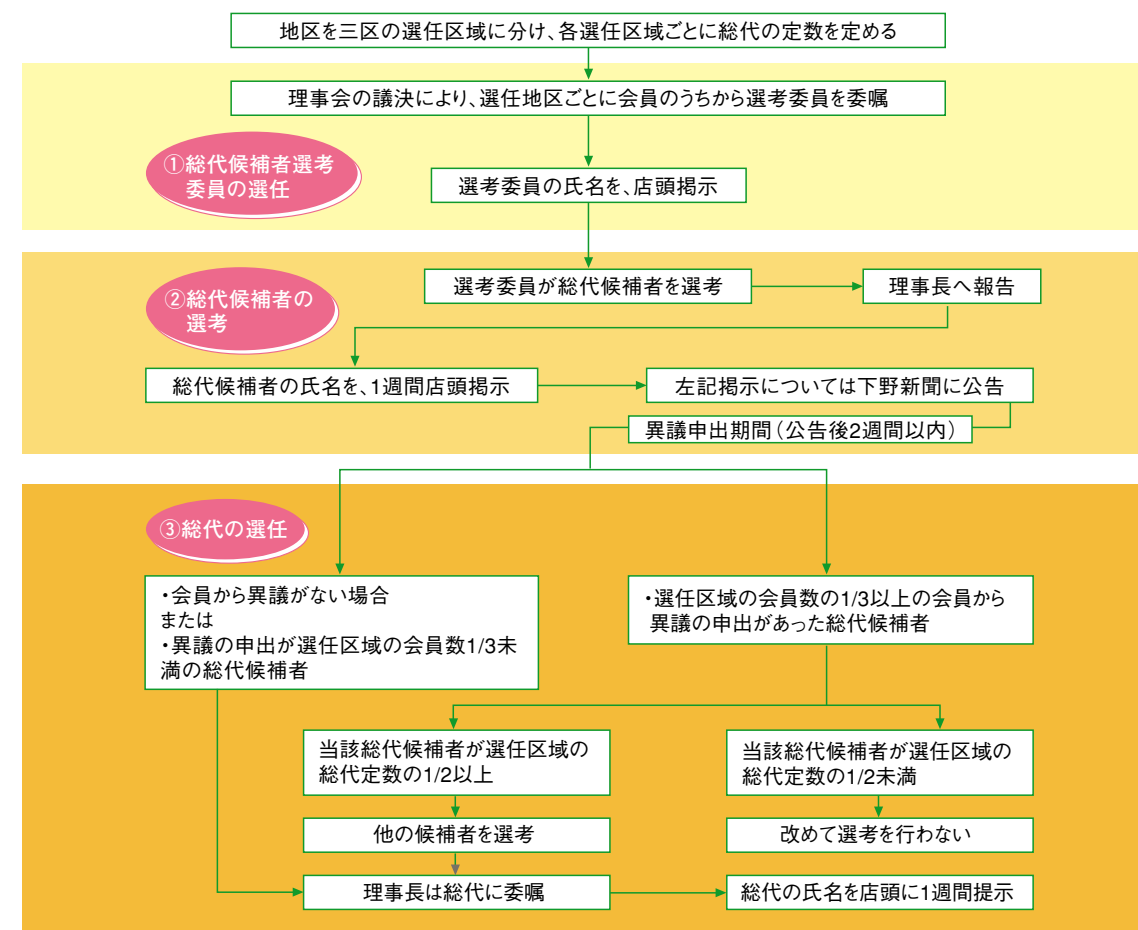 地区を三区の選任区域に分け、各選任区域ごとに総代の定数を定める
理事会の議決により、選任地区ごとに会員のうちから選考委員を委嘱
①総代候補者選考
委員の選任
選考委員の氏名を、店頭掲示
②総代候補者の
選考
選考委員が総代候補者を選考
理事長へ報告
総代候補者の氏名を、1週間店頭掲示
左記掲示については下野新聞に公告
異議申出期間（公告後2週間以内）
③総代の選任
・会員から異議がない場合
または
・異議の申出が選任区域の会員数1/3未
満の総代候補者
・選任区域の会員数の1/3以上の会員から
異議の申出があった総代候補者
当該総代候補者が選任区域の
総代定数の1/2以上
当該総代候補者が選任区域の
総代定数の1/2未満
他の候補者を選考
改めて選考を行わない
理事長は総代に委嘱
総代の氏名を店頭に1週間提示